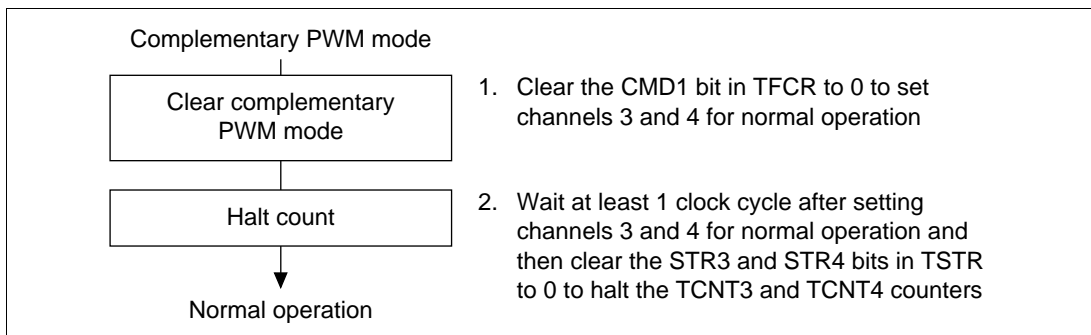 Complementary PWM mode
Clear complementary
PWM mode
1. Clear the CMD1 bit in TFCR to 0 to set
channels 3 and 4 for normal operation
Halt count
2. Wait at least 1 clock cycle after setting
channels 3 and 4 for normal operation and
then clear the STR3 and STR4 bits in TSTR
to 0 to halt the TCNT3 and TCNT4 counters
Normal operation